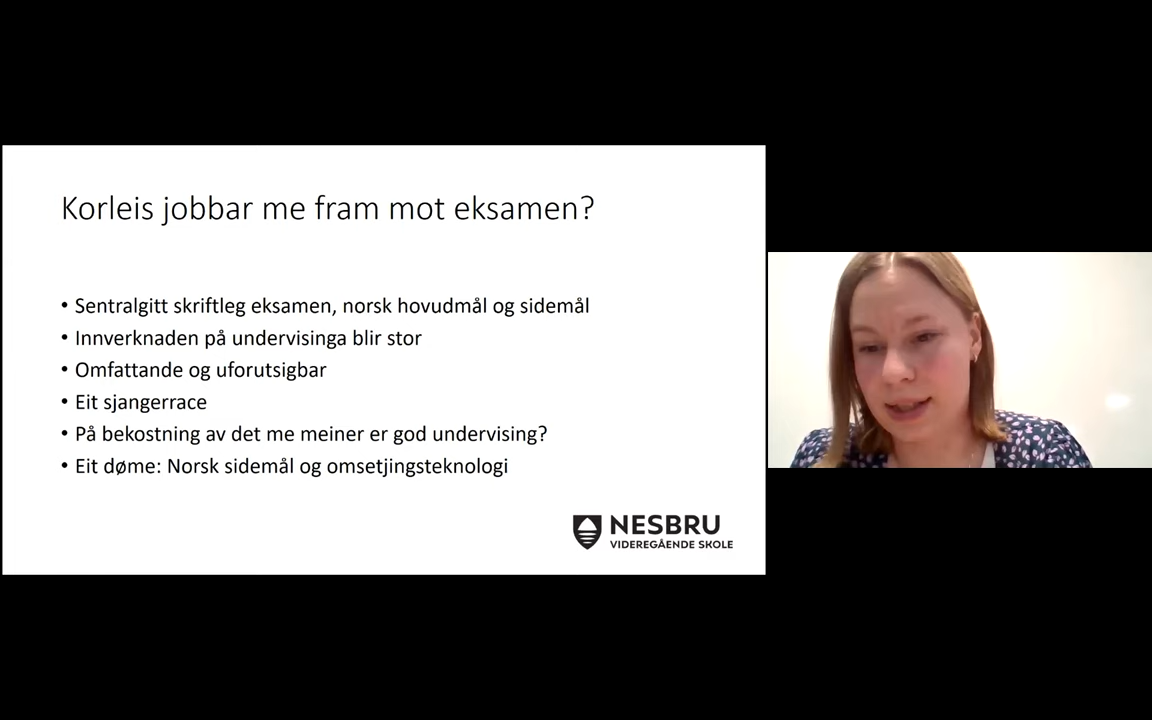 Korleis jobbar me fram mot eksamen?
• Sentralgitt skriftleg eksamen, norsk hovudmål og sidemål
• Innverknaden på undervisinga blir stor
• Omfattande og uforutsigbar
• Eit sjangerrace
• På bekostning av det me meiner er god undervising?
• Eit døme: Norsk sidemål og omsetjingsteknologi
NESBRU
VIDEREGÅENDE SKOLE